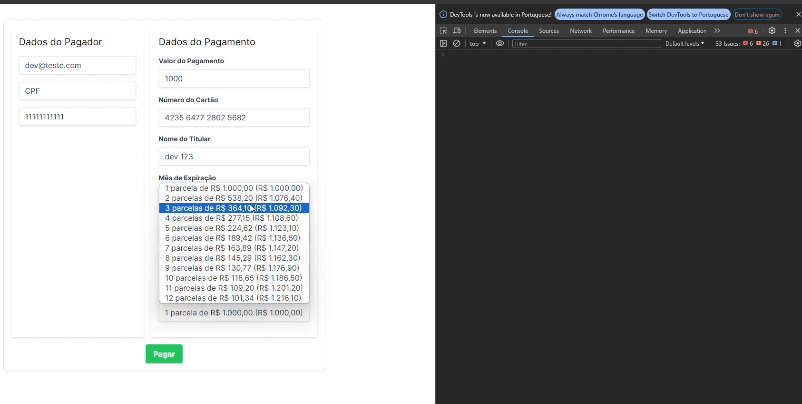 Dados do Pagador
dev@teste.com
CPF
11111111111
Dados do Pagamento
Valor do Pagamento
1000
Número do Cartão
4235 6477 2802 5682
Nome do Titular
dev 123
Mês de Expiração
1 parcela de R$ 1.000,00 (R$ 1.000,00)
2 parcelas de R$ 538,20 (R$ 1.076,40)
3 parcelas de R$ 364,10 (R$ 1.092,30)
4 parcelas de R$ 277,15 (R$ 1.108,60)
5 parcelas de R$ 224,62 (R$ 1.123,10)
6 parcelas de R$ 189,42 (R$ 1.136,50)
7 parcelas de R$ 163,89 (R$ 1.147,20)
8 parcelas de R$ 145,29 (R$ 1.162,30)
9 parcelas de R$ 130,77 (R$ 1.176,90)
10 parcelas de R$ 118,65 (R$ 1.186,50)
11 parcelas de R$ 109,20 (R$ 1.201,20)
12 parcelas de R$ 101,34 (R$ 1.216,10)
1 parcela de R$ 1.000,00 (R$ 1.000,00)
Pagar
DevTools is now available in Portuguese! Always match Chrome's language Switch DevTools to Portuguese Don't show again
Elements Console Sources Network Performance Memory Application 6
top Filter Default levels 33 Issues: 6 26 1